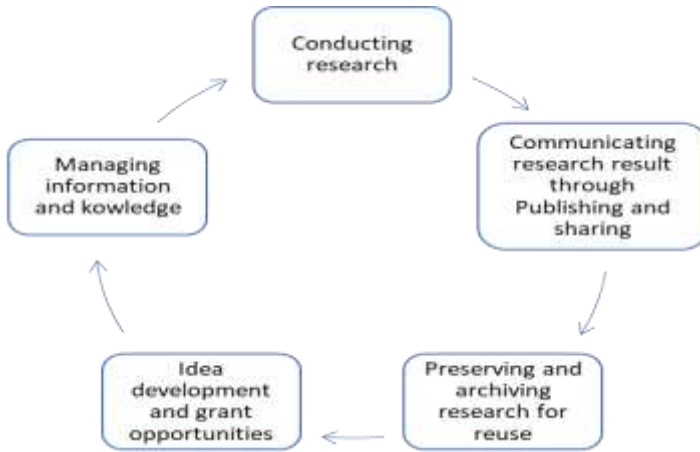 Conducting
research
Communicating
research result
through
Publishing and
sharing
Preserving and
archiving
research for
reuse
Idea
development
and grant
opportunities
Managing
information
and kowledge